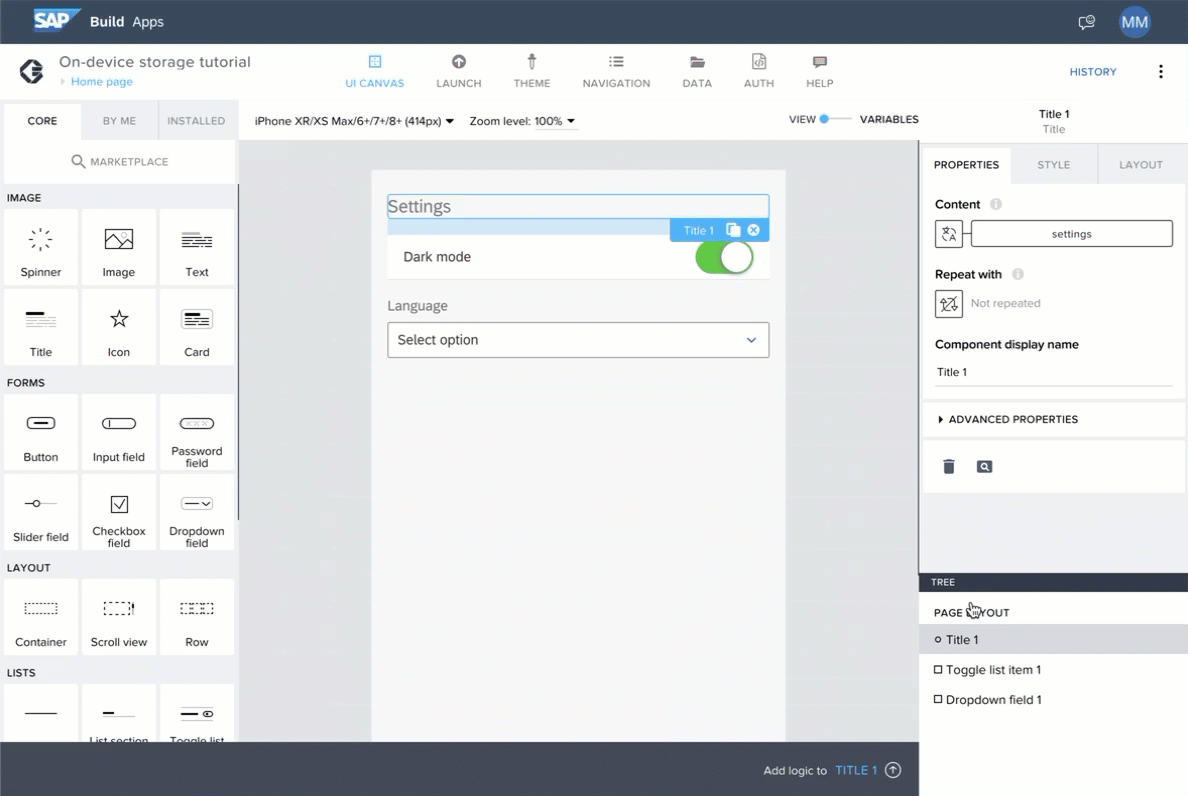 SAP Build Apps
MM
On-device storage tutorial
Home page
UI CANVAS
LAUNCH
THEME
NAVIGATION
DATA
AUTH
HELP
HISTORY
CORE
BY ME
INSTALLED
iPhone XR/XS Max/6+/7+/8+ (414px)
Zoom level: 100%
VIEW
VARIABLES
Title 1
Title
MARKETPLACE
PROPERTIES
STYLE
LAYOUT
IMAGE
Spinner
Image
Text
Title
Icon
Card
FORMS
Button
Input field
Password
field
Slider field
Checkbox
field
Dropdown
field
LAYOUT
Container
Scroll view
Row
LISTS
List section
Toggle list
Settings
Title 1
Dark mode
Language
Select option
Content
settings
Repeat with
Not repeated
Component display name
Title 1
ADVANCED PROPERTIES
TREE
PAGE LAYOUT
Title 1
Toggle list item 1
Dropdown field 1
Add logic to TITLE 1